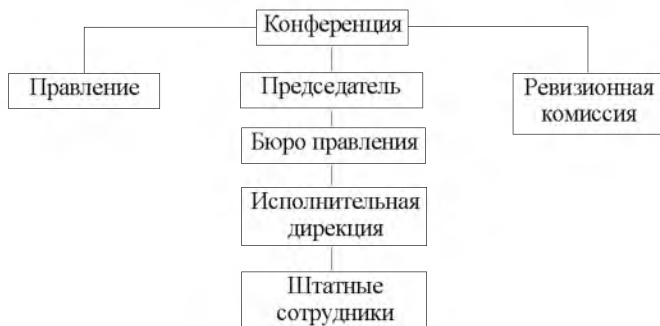 Конференция
Правление
Председатель
Ревизионная
комиссия
Бюро правления
Исполнительная
дирекция
Штатные
сотрудники